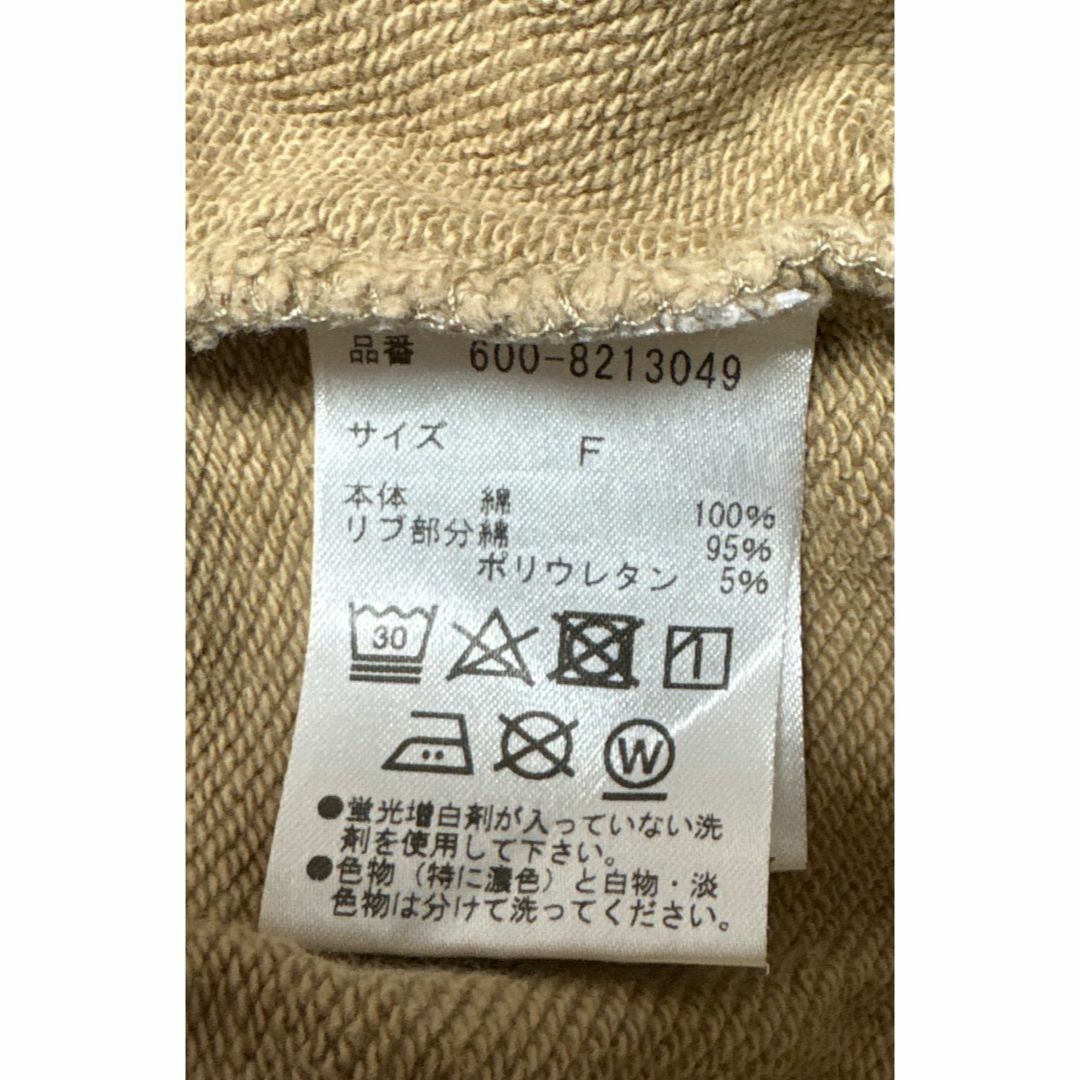 品番 600-8213049
サイズ F
本体 綿 100%
リブ部分綿 95%
ポリウレタン 5%
30
W
●蛍光増白剤が入っていない洗
剤を使用して下さい。
●色物（特に濃色）と白物・淡
色物は分けて洗ってください。